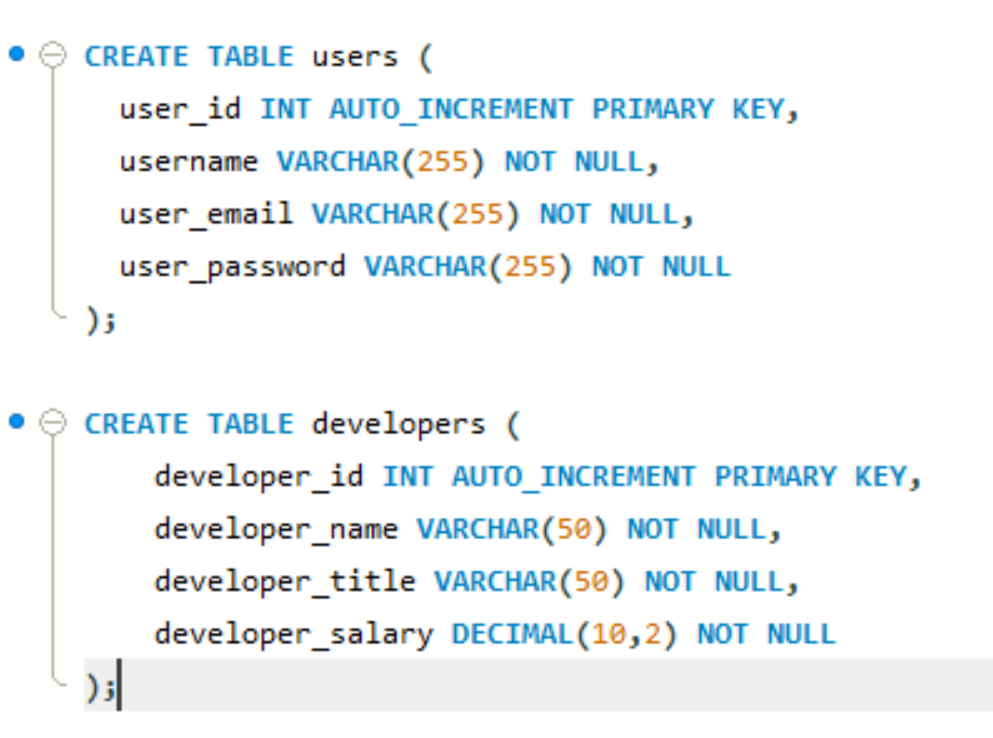 CREATE TABLE users (
user_id INT AUTO_INCREMENT PRIMARY KEY,
username VARCHAR(255) NOT NULL,
user_email VARCHAR(255) NOT NULL,
user_password VARCHAR(255) NOT NULL
);
CREATE TABLE developers (
developer_id INT AUTO_INCREMENT PRIMARY KEY,
developer_name VARCHAR(50) NOT NULL,
developer_title VARCHAR(50) NOT NULL,
developer_salary DECIMAL(10,2) NOT NULL
);